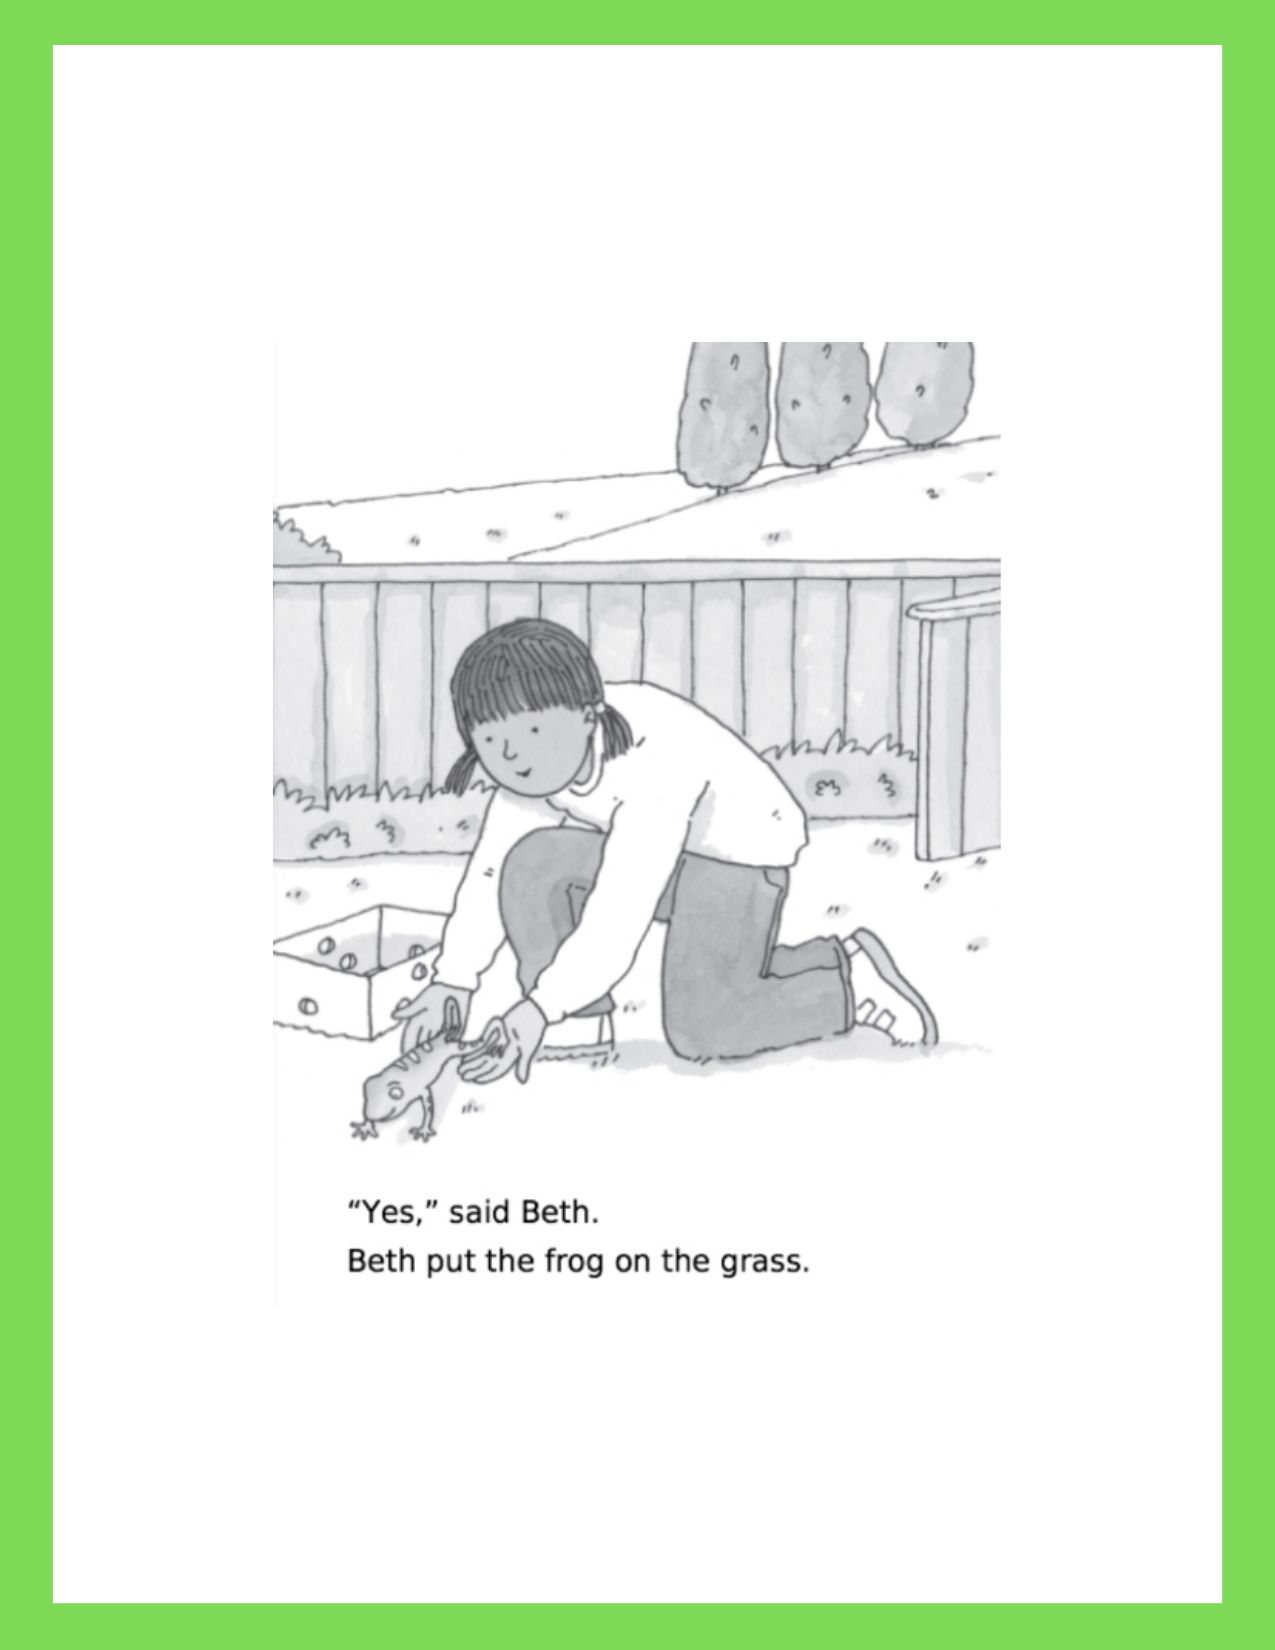 “Yes,” said Beth.
Beth put the frog on the grass.